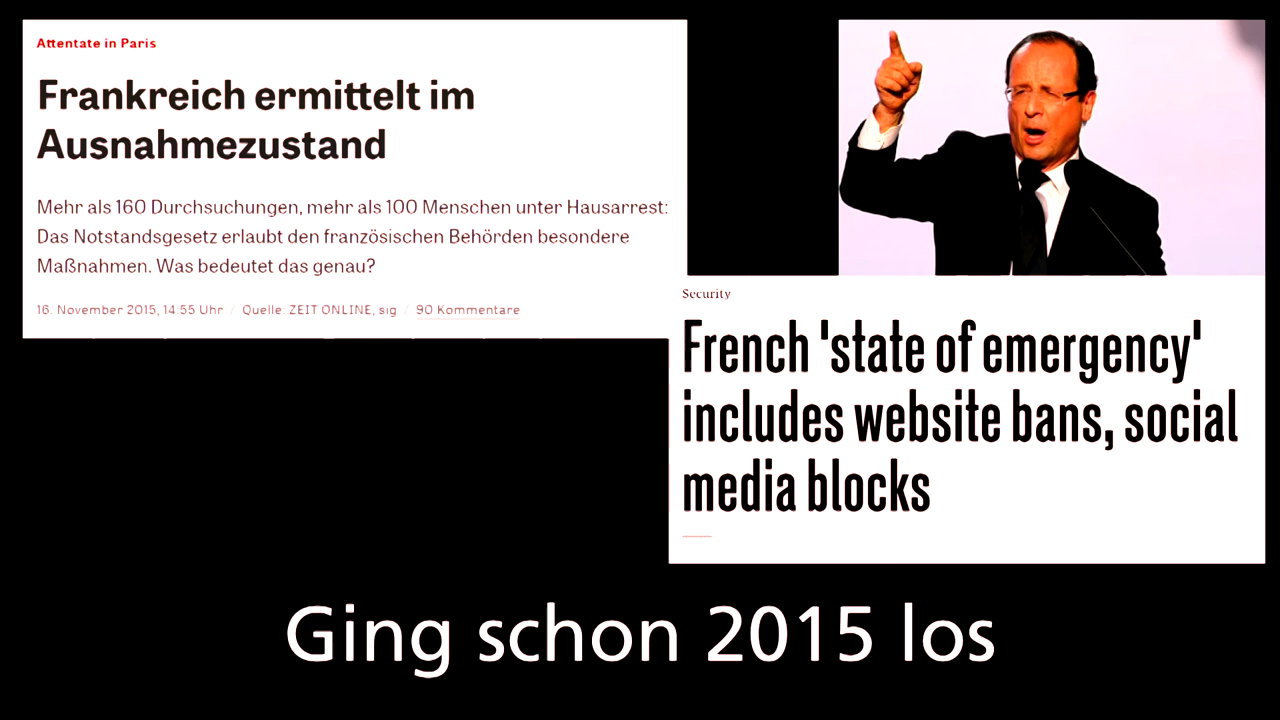 Attentate in Paris
Frankreich ermittelt im
Ausnahmezustand
Mehr als 160 Durchsuchungen, mehr als 100 Menschen unter Hausarrest:
Das Notstandsgesetz erlaubt den französischen Behörden besondere
Maßnahmen. Was bedeutet das genau?
16. November 2015, 14:55 Uhr / Quelle: ZEIT ONLINE, sig / 90 Kommentare
Security
French 'state of emergency'
includes website bans, social
media blocks
Ging schon 2015 los